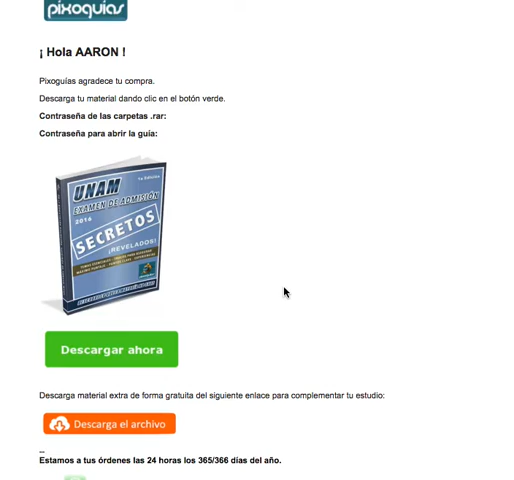 pixoguías
¡ Hola AARON !
Pixoguías agradece tu compra.
Descarga tu material dando clic en el botón verde.
Contraseña de las carpetas .rar:
Contraseña para abrir la guía:
UNAM
EXAMEN DE ADMISIÓN
2016
SECRETOS
¡REVELADOS!
Descargar ahora
Descarga material extra de forma gratuita del siguiente enlace para complementar tu estudio:
Descarga el archivo
--
Estamos a tus órdenes las 24 horas los 365/366 días del año.